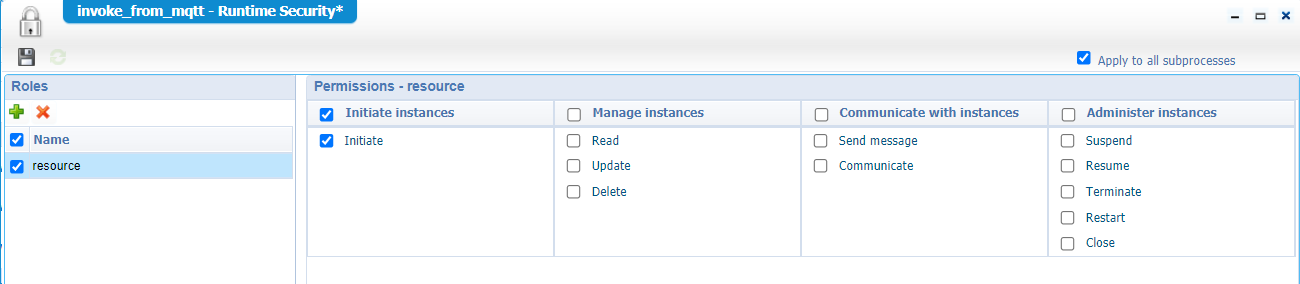 invoke_from_mqtt - Runtime Security*
Apply to all subprocesses
Roles
Name
resource
Permissions - resource
Initiate instances
Initiate
Manage instances
Read
Update
Delete
Communicate with instances
Send message
Communicate
Administer instances
Suspend
Resume
Terminate
Restart
Close